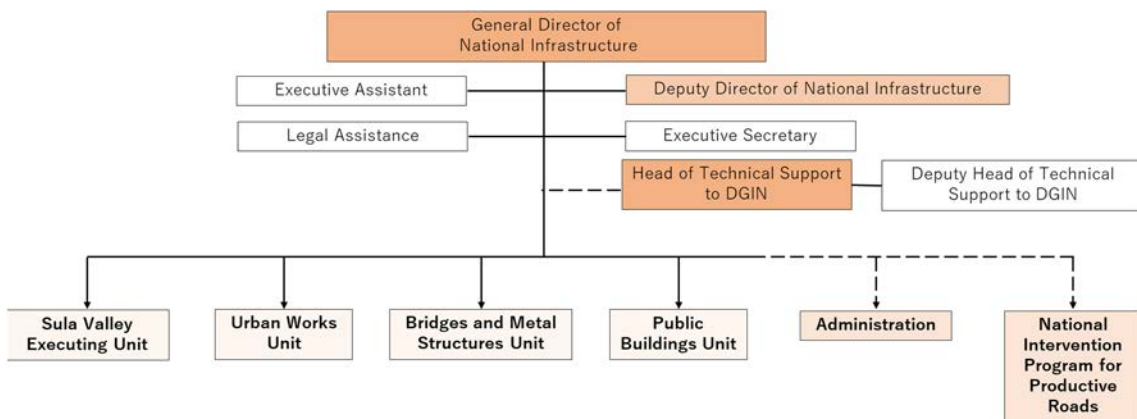 General Director of
National Infrastructure
Executive Assistant
Deputy Director of National Infrastructure
Legal Assistance
Executive Secretary
Head of Technical Support
to DGIN
Deputy Head of Technical
Support to DGIN
Sula Valley
Executing Unit
Urban Works
Unit
Bridges and Metal
Structures Unit
Public
Buildings Unit
Administration
National
Intervention
Program for
Productive
Roads